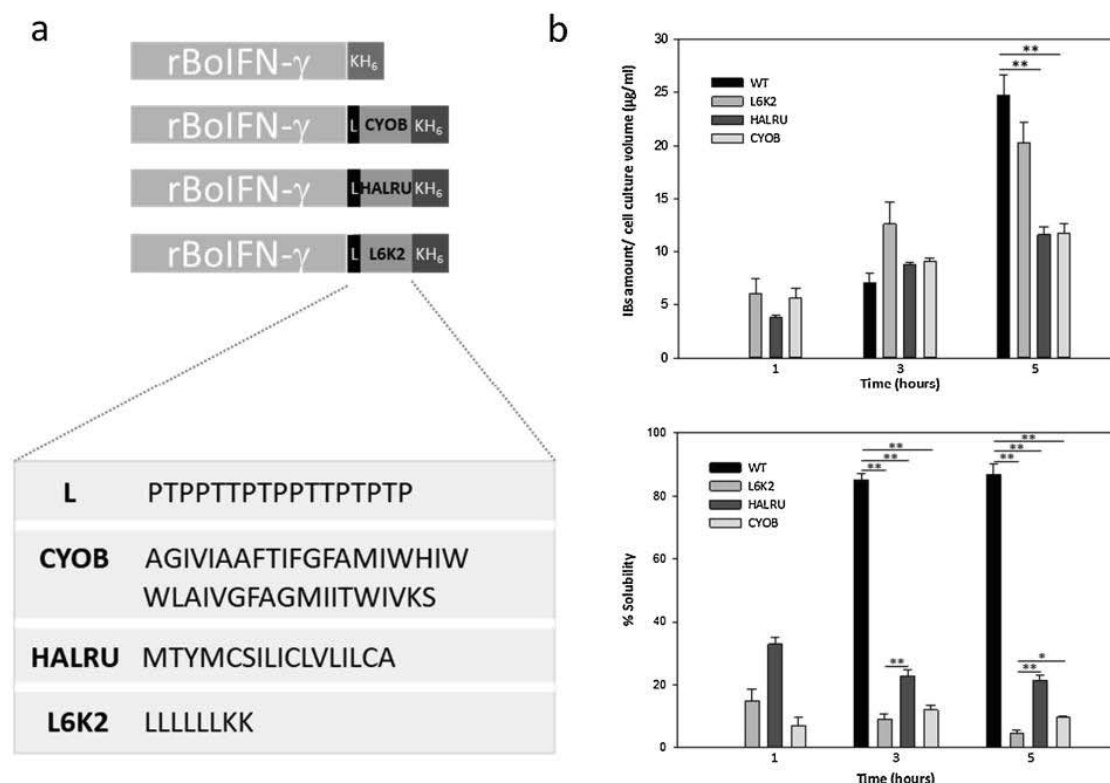 a
rBoIFN-γ KH₆
rBoIFN-γ L CYOB KH₆
rBoIFN-γ L HALRU KH₆
rBoIFN-γ L L6K2 KH₆
L PTPPTTPTPPTTPTPTP
CYOB AGIVIAAFTIFGFAMIWHIW
WLAIVGFAGMIITWIVKS
HALRU MTYMCSILICLVLILCA
L6K2 LLLLLLKK
b
IBs amount/ cell culture volume (µg/ml)
30
25
20
15
10
5
0
WT
L6K2
HALRU
CYOB
**
**
1 3 5
Time (hours)
% Solubility
100
80
60
40
20
0
WT
L6K2
HALRU
CYOB
**
**
**
**
**
**
**
*
**
1 3 5
Time (hours)